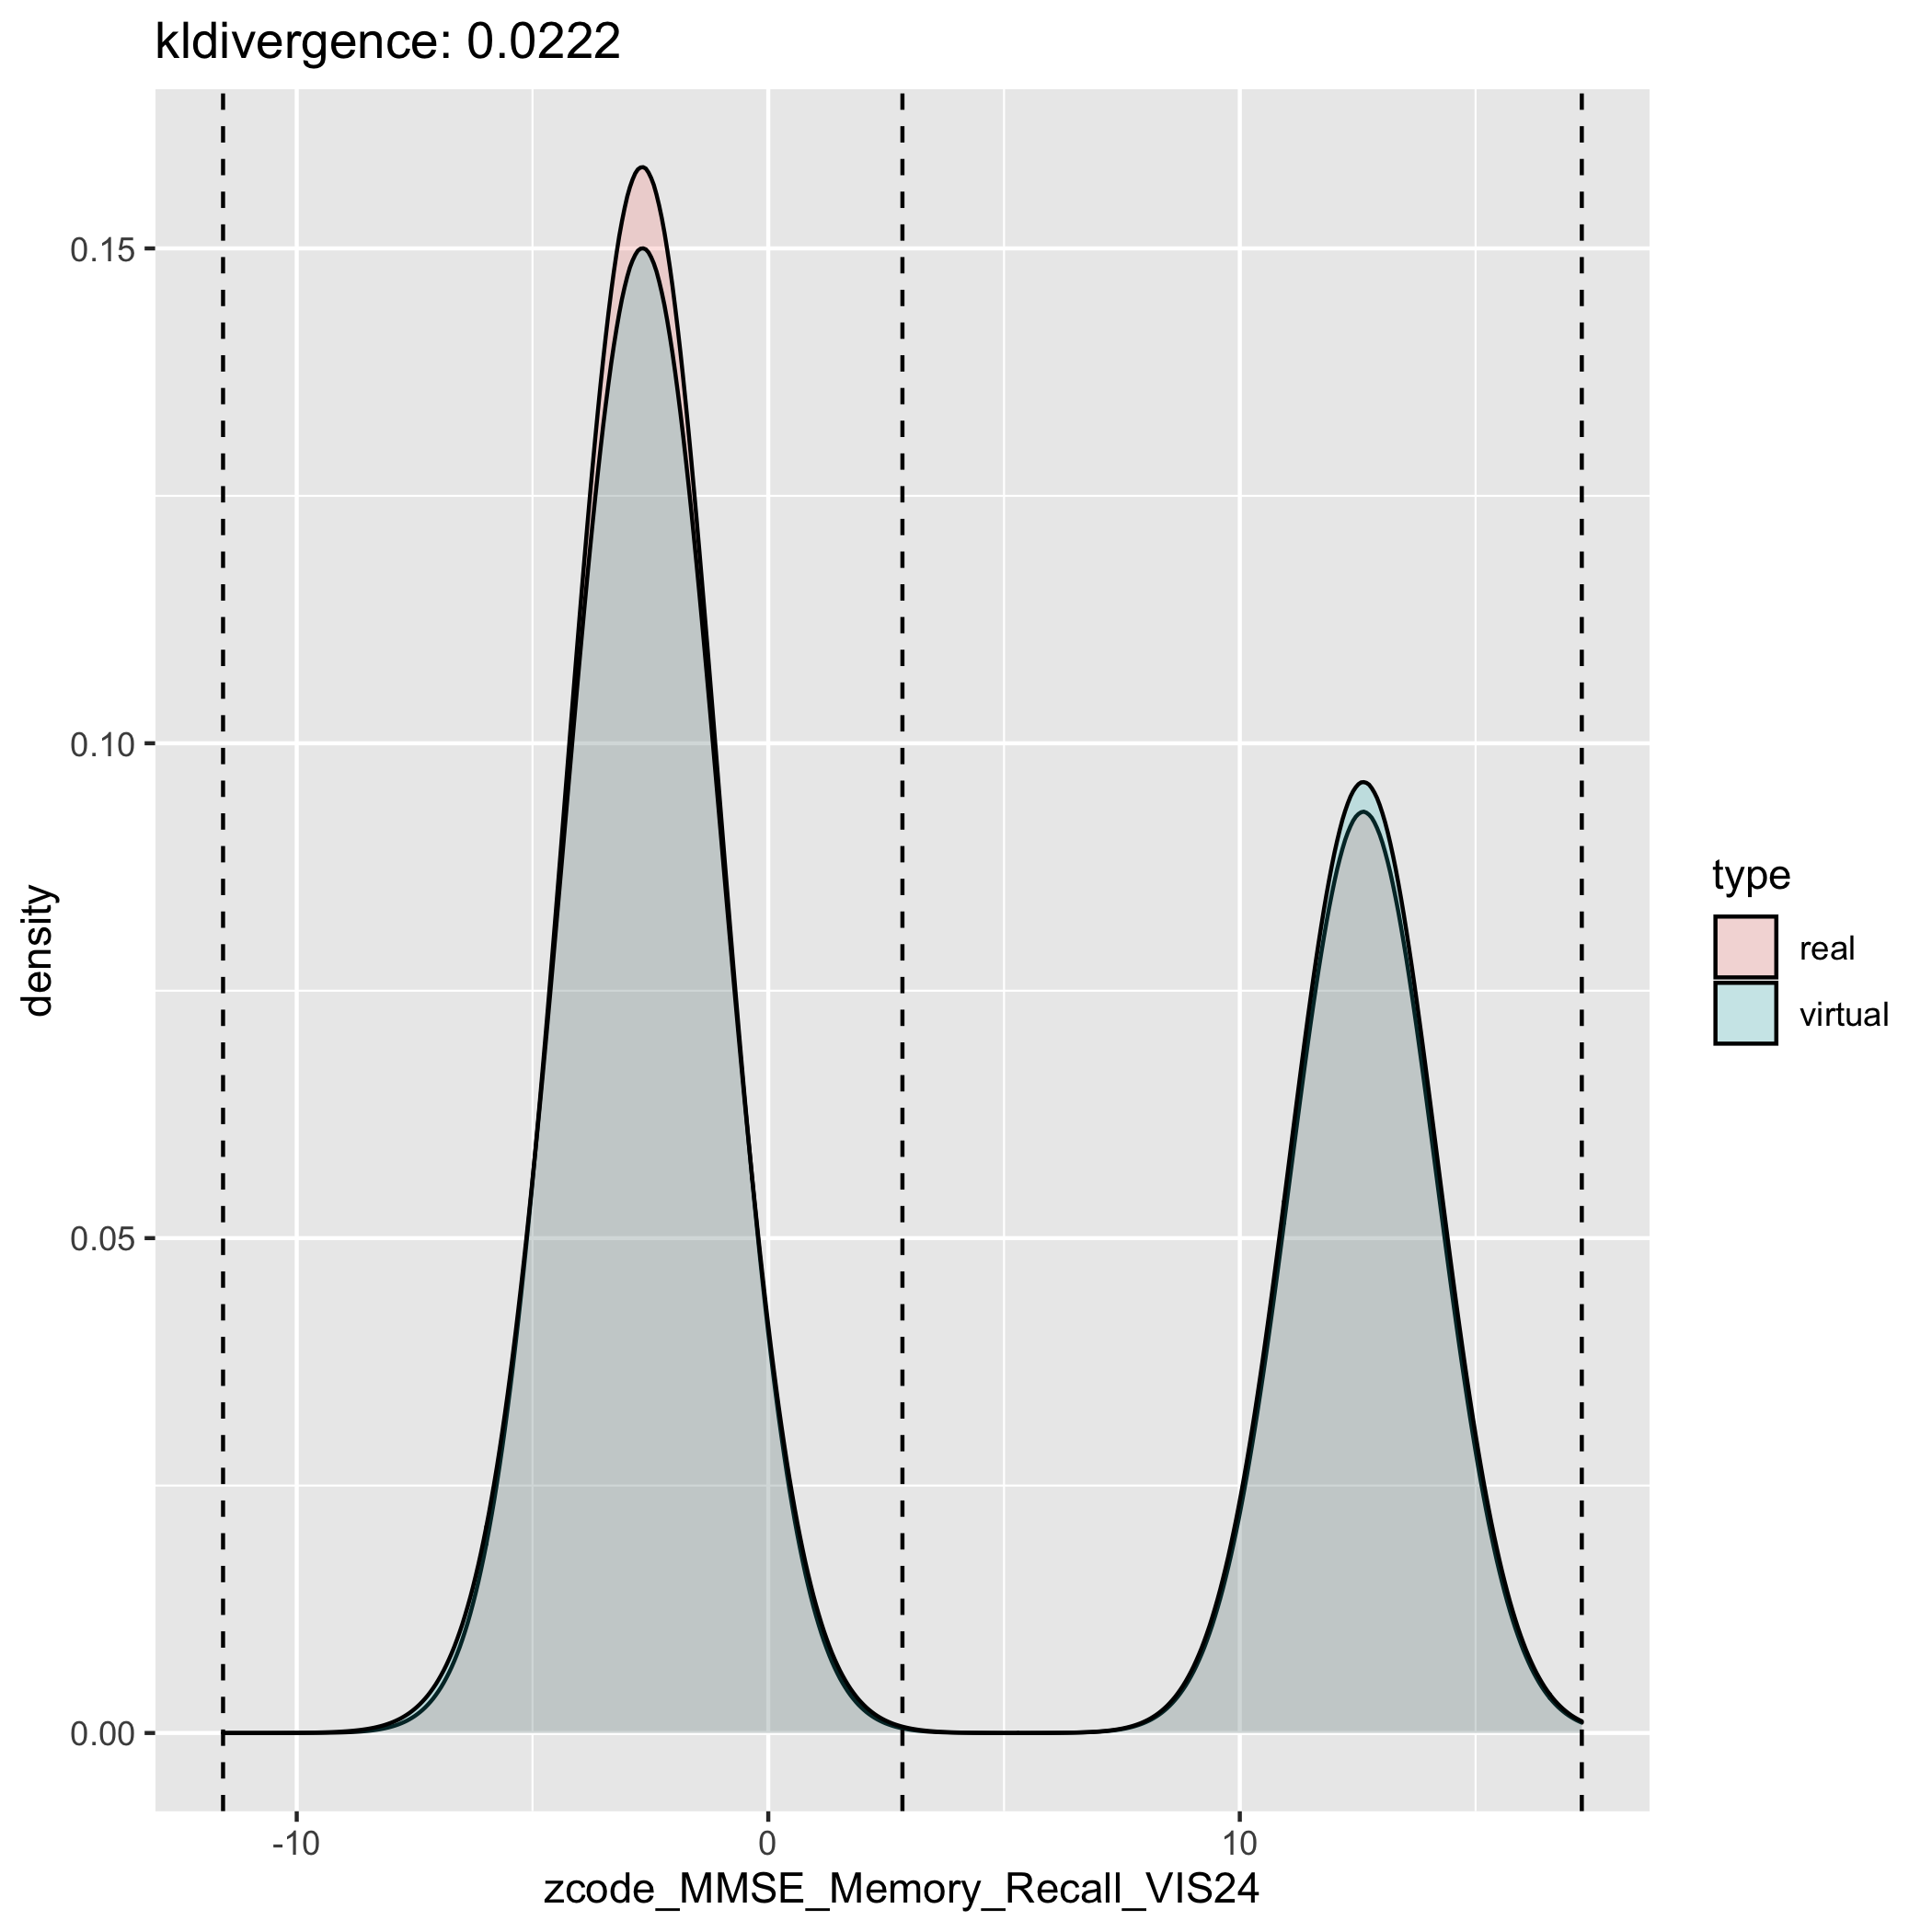 kldivergence: 0.0222
0.15
0.10
0.05
0.00
density
-10
0
10
zcode_MMSE_Memory_Recall_VIS24
type
real
virtual